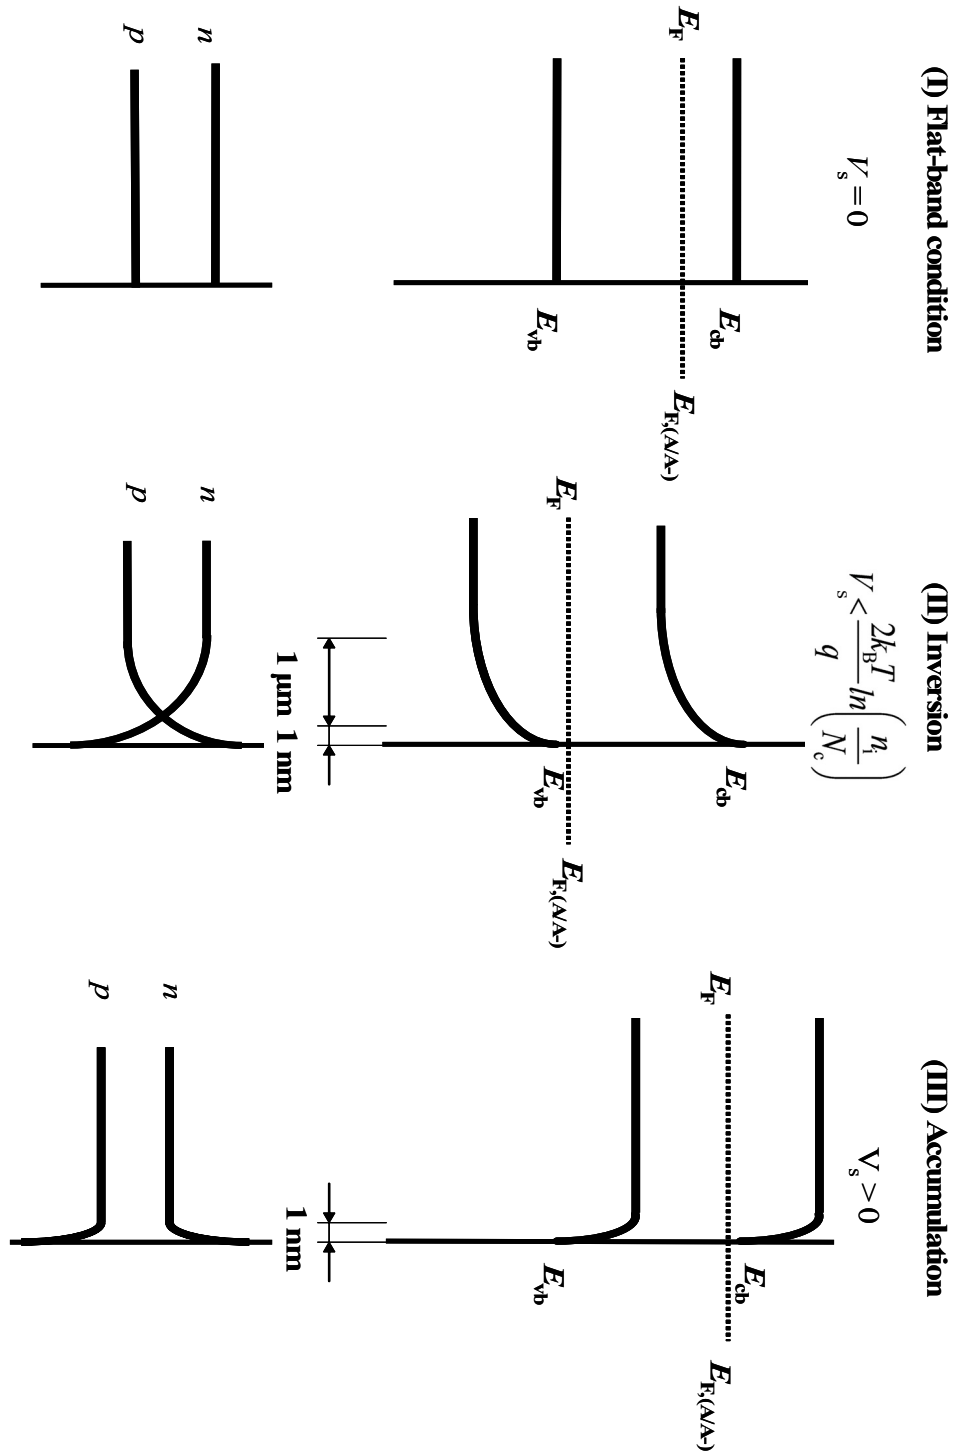 (I) Flat-band condition
V_s = 0
E_F
E_cb
E_F,(A/A-)
E_vb
n
p
(II) Inversion
V_s < 2k_BT/q ln(n_i/N_c)
E_cb
E_F
E_F,(A/A-)
E_vb
1 μm 1 nm
n
p
(III) Accumulation
V_s > 0
E_cb
E_F
E_F,(A/A-)
E_vb
1 nm
n
p